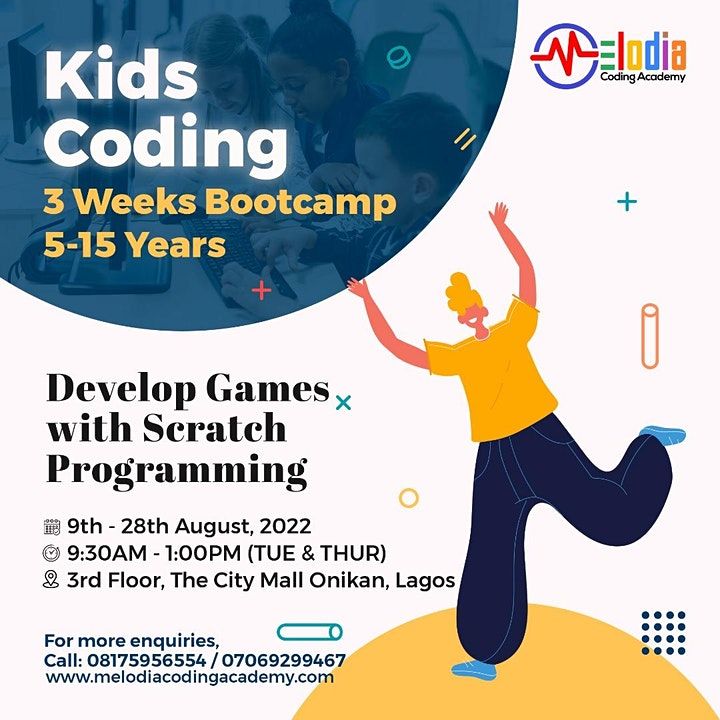 Kids
Coding
3 Weeks Bootcamp
5-15 Years
Melodia
Coding Academy
Develop Games
with Scratch
Programming
9th - 28th August, 2022
9:30AM - 1:00PM (TUE & THUR)
3rd Floor, The City Mall Onikan, Lagos
For more enquiries,
Call: 08175956554 / 07069299467
www.melodiacodingacademy.com